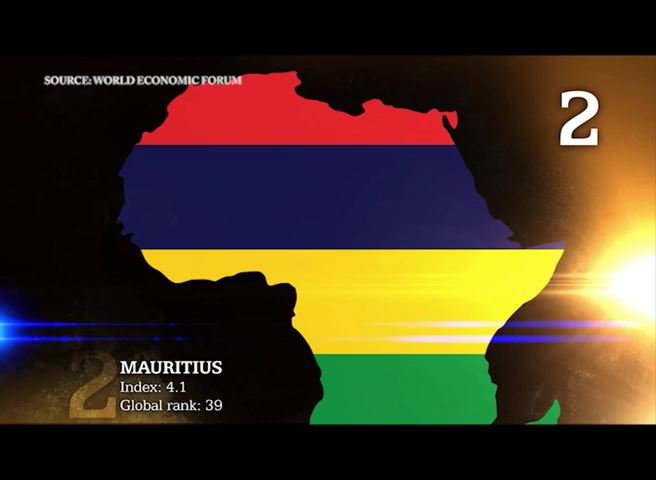 SOURCE: WORLD ECONOMIC FORUM
2
2
MAURITIUS
Index: 4.1
Global rank: 39